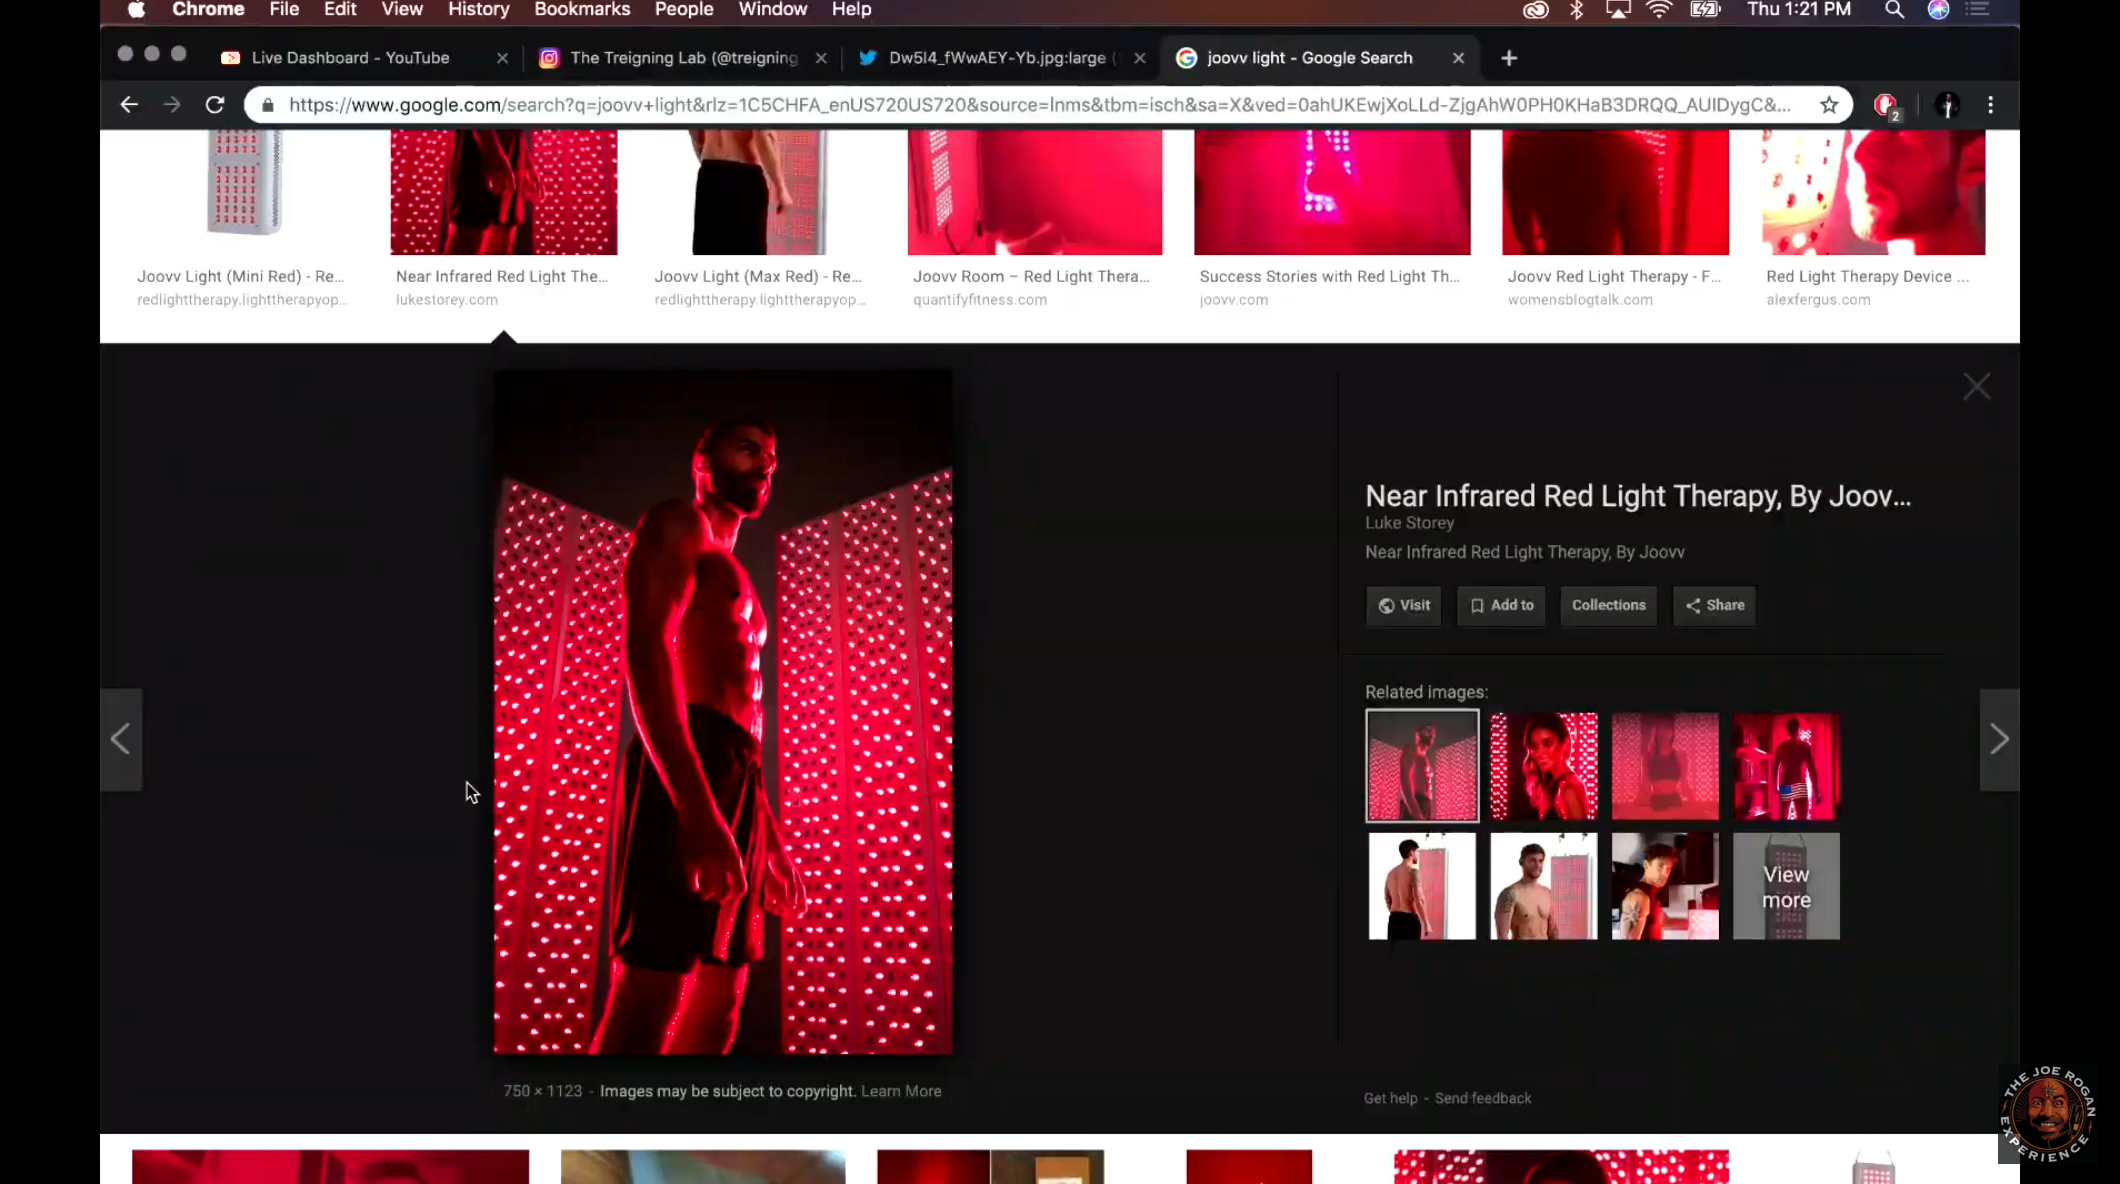 Chrome File Edit View History Bookmarks People Window Help Thu 1:21 PM
Live Dashboard - YouTube
The Treigning Lab (@treigning
Dw5I4_fWwAEY-Yb.jpg:large (
joovv light - Google Search
https://www.google.com/search?q=joovv+light&rlz=1C5CHFA_enUS720US720&source=lnms&tbm=isch&sa=X&ved=0ahUKEwjXoLLd-ZjgAhW0PH0KHaB3DRQQ_AUIDygC&...
2
Joovv Light (Mini Red) - Re...
redlighttherapy.lighttherapyop...
Near Infrared Red Light The...
lukestorey.com
Joovv Light (Max Red) - Re...
redlighttherapy.lighttherapyop...
Joovv Room – Red Light Thera...
quantifyfitness.com
Success Stories with Red Light Th...
joovv.com
Joovv Red Light Therapy - F...
womensblogtalk.com
Red Light Therapy Device ...
alexfergus.com
Near Infrared Red Light Therapy, By Joov...
Luke Storey
Near Infrared Red Light Therapy, By Joovv
Visit Add to Collections Share
Related images:
View
more
750 × 1123 - Images may be subject to copyright. Learn More
Get help - Send feedback
THE JOE ROGAN
EXPERIENCE